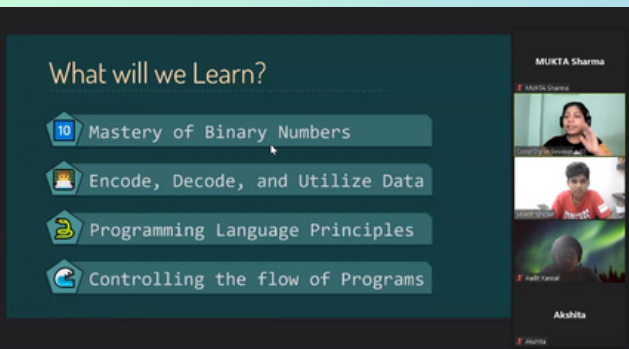 What will we Learn?
10
Mastery of Binary Numbers
Encode, Decode, and Utilize Data
Programming Language Principles
Controlling the flow of Programs
MUKTA Sharma
MUKTA Sharma
Aadit Kansal
Akshita
Akshita